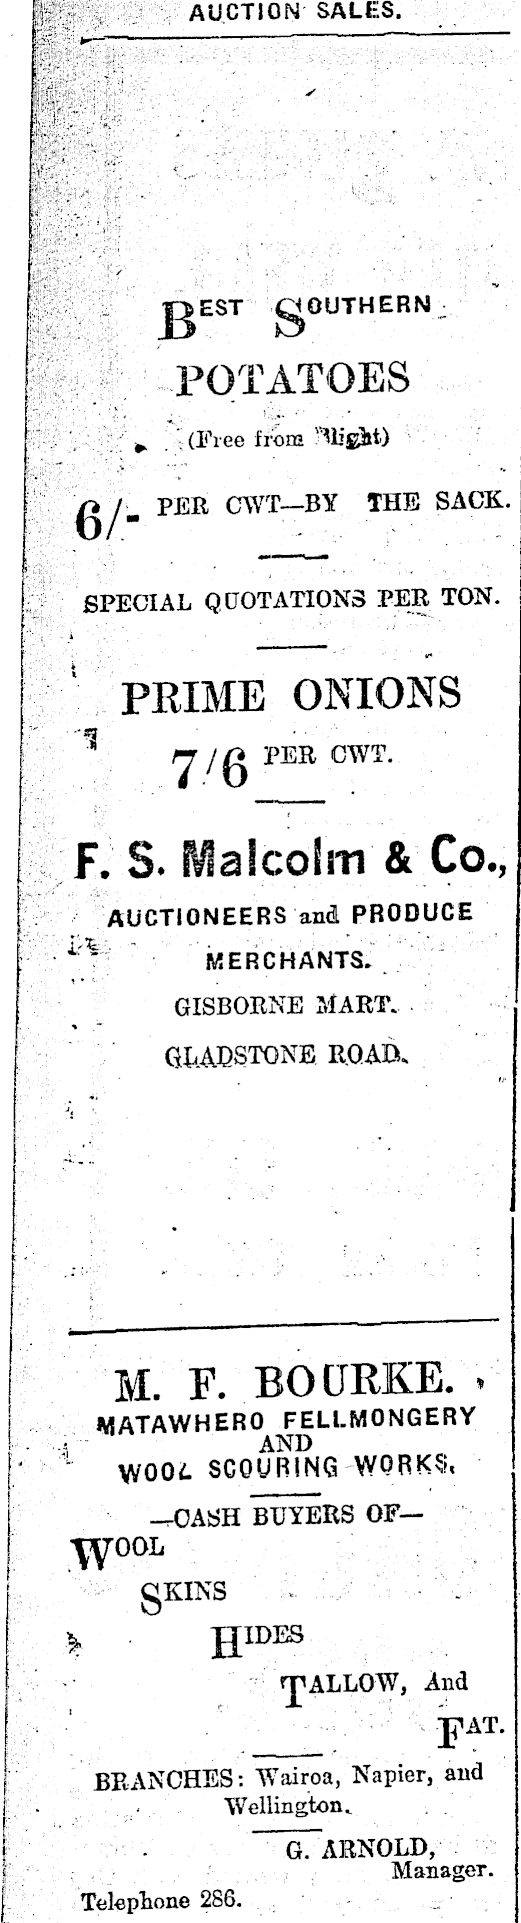 AUCTION SALES.
BEST SOUTHERN
POTATOES
(Free from Blight)
6/- PER CWT—BY THE SACK.
SPECIAL QUOTATIONS PER TON.
PRIME ONIONS
7/6 PER CWT.
F. S. Malcolm & Co.,
AUCTIONEERS and PRODUCE
MERCHANTS.
GISBORNE MART.
GLADSTONE ROAD.
M. F. BOURKE.
MATAWHERO FELLMONGERY
AND
WOOL SCOURING WORKS.
—CASH BUYERS OF—
WOOL
SKINS
HIDES
TALLOW, And
FAT.
BRANCHES: Wairoa, Napier, and
Wellington.
G. ARNOLD,
Manager.
Telephone 286.